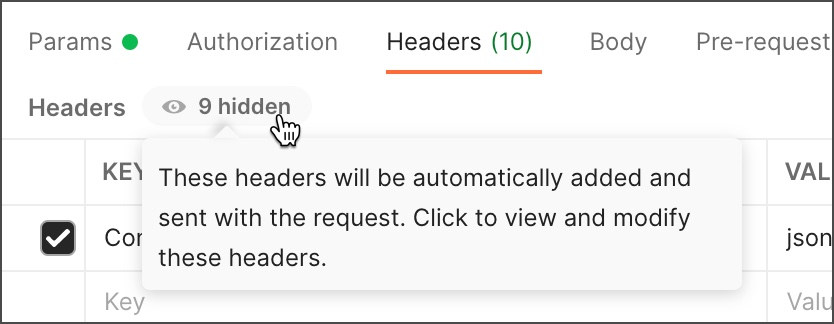 Params Authorization Headers (10) Body Pre-request
Headers 9 hidden
KEY VAL
These headers will be automatically added and
sent with the request. Click to view and modify
these headers.
Con json
Key Valu